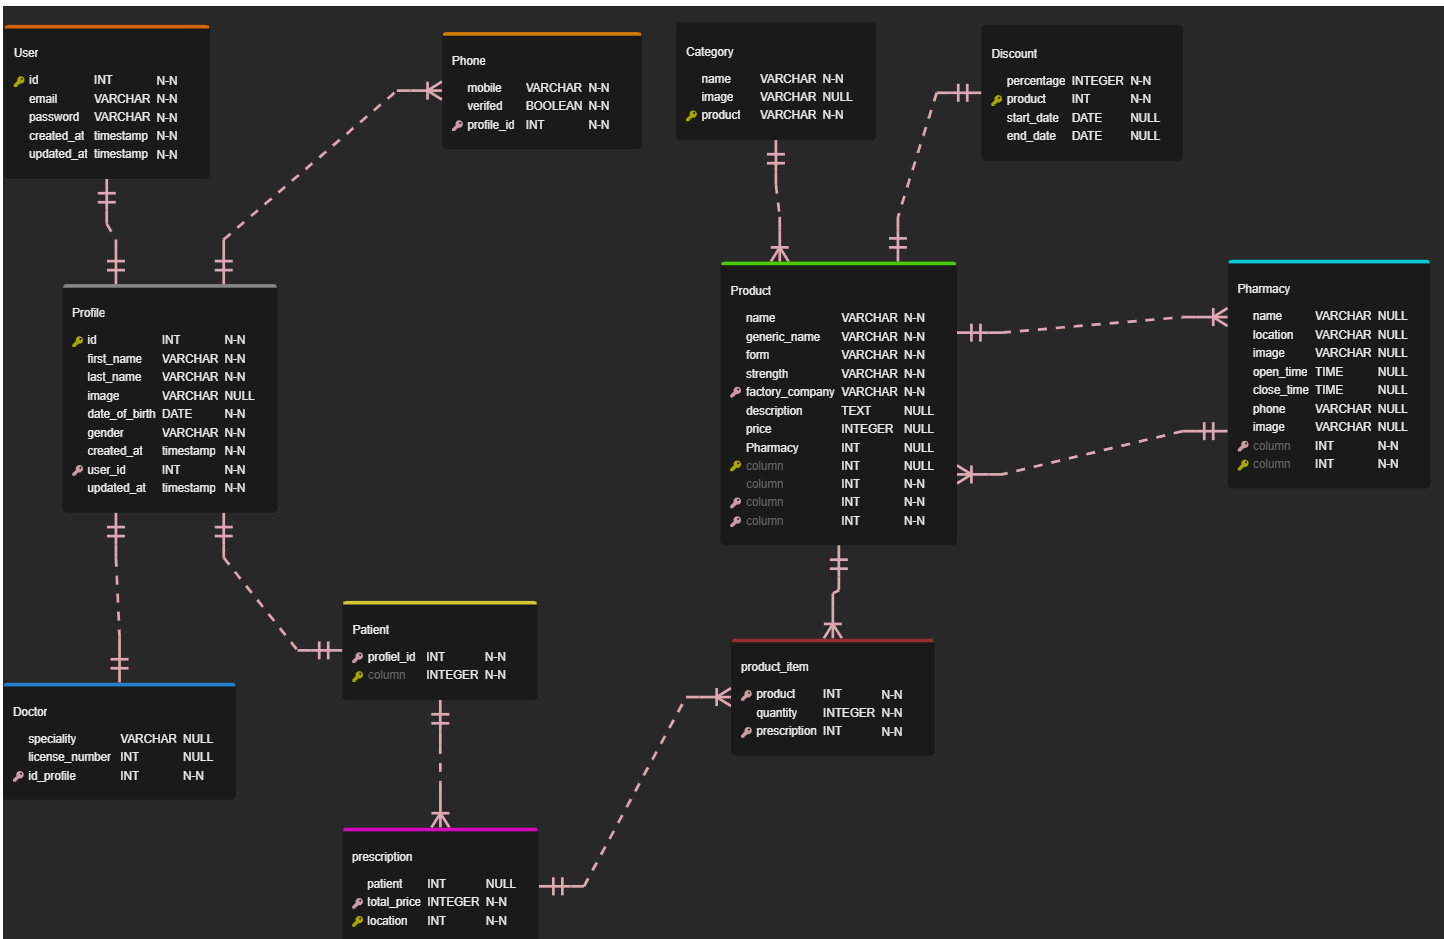 User
id INT N-N
email VARCHAR N-N
password VARCHAR N-N
created_at timestamp N-N
updated_at timestamp N-N
Phone
mobile VARCHAR N-N
verifed BOOLEAN N-N
profile_id INT N-N
Category
name VARCHAR N-N
image VARCHAR NULL
product VARCHAR N-N
Discount
percentage INTEGER N-N
product INT N-N
start_date DATE NULL
end_date DATE NULL
Profile
id INT N-N
first_name VARCHAR N-N
last_name VARCHAR N-N
image VARCHAR NULL
date_of_birth DATE N-N
gender VARCHAR N-N
created_at timestamp N-N
user_id INT N-N
updated_at timestamp N-N
Product
name VARCHAR N-N
generic_name VARCHAR N-N
form VARCHAR N-N
strength VARCHAR N-N
factory_company VARCHAR N-N
description TEXT NULL
price INTEGER NULL
Pharmacy INT NULL
column INT NULL
column INT N-N
column INT N-N
column INT N-N
Pharmacy
name VARCHAR NULL
location VARCHAR NULL
image VARCHAR NULL
open_time TIME NULL
close_time TIME NULL
phone VARCHAR NULL
image VARCHAR NULL
column INT N-N
column INT N-N
Patient
profiel_id INT N-N
column INTEGER N-N
product_item
product INT N-N
quantity INTEGER N-N
prescription INT N-N
Doctor
speciality VARCHAR NULL
license_number INT NULL
id_profile INT N-N
prescription
patient INT NULL
total_price INTEGER N-N
location INT N-N